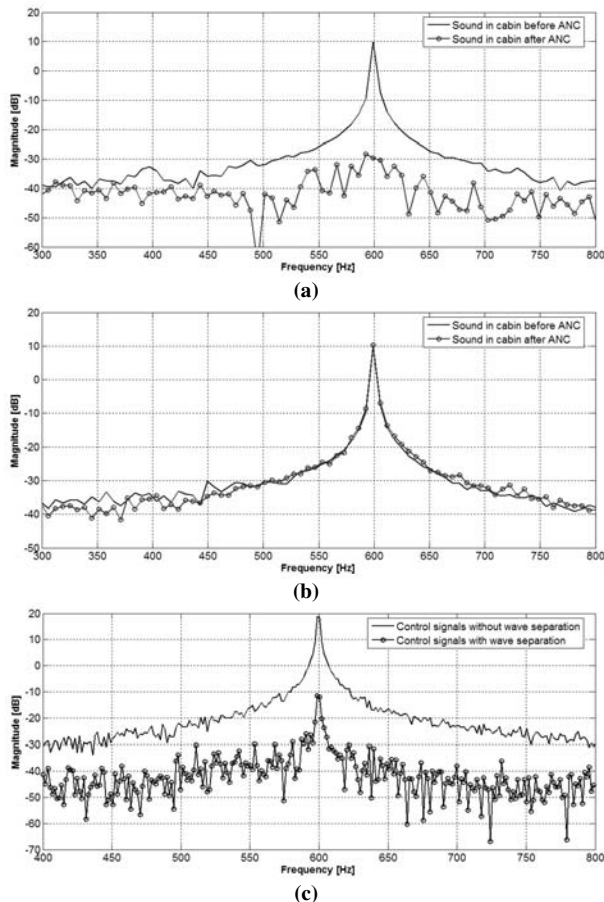 20
10
0
-10
-20
-30
-40
-50
-60
Magnitude [dB]
Sound in cabin before ANC
Sound in cabin after ANC
300 350 400 450 500 550 600 650 700 750 800
Frequency [Hz]
(a)
20
10
0
-10
-20
-30
-40
-50
Magnitude [dB]
Sound in cabin before ANC
Sound in cabin after ANC
300 350 400 450 500 550 600 650 700 750 800
Frequency [Hz]
(b)
20
10
0
-10
-20
-30
-40
-50
-60
-70
Magnitude [dB]
Control signals without wave separation
Control signals with wave separation
400 450 500 550 600 650 700 750 800
Frequency [Hz]
(c)